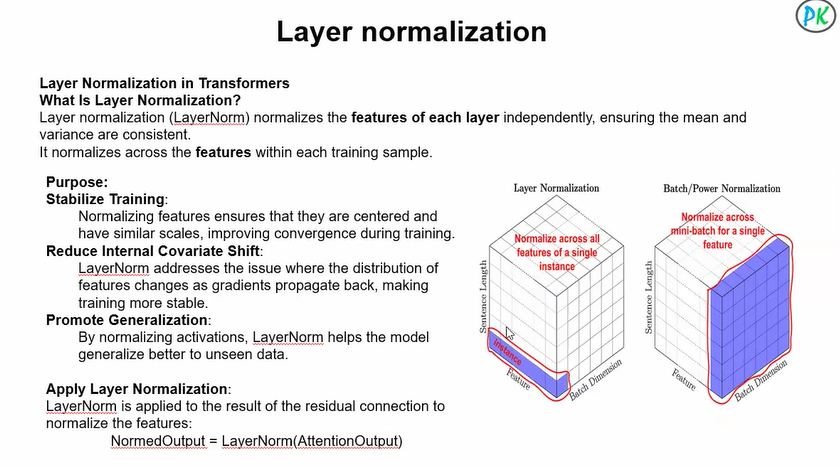 PK
Layer normalization
Layer Normalization in Transformers
What Is Layer Normalization?
Layer normalization (LayerNorm) normalizes the features of each layer independently, ensuring the mean and
variance are consistent.
It normalizes across the features within each training sample.
Purpose:
Stabilize Training:
Normalizing features ensures that they are centered and
have similar scales, improving convergence during training.
Reduce Internal Covariate Shift:
LayerNorm addresses the issue where the distribution of
features changes as gradients propagate back, making
training more stable.
Promote Generalization:
By normalizing activations, LayerNorm helps the model
generalize better to unseen data.
Apply Layer Normalization:
LayerNorm is applied to the result of the residual connection to
normalize the features:
NormedOutput = LayerNorm(AttentionOutput)
Layer Normalization
Normalize across all
features of a single
instance
Sentence Length
instance
Feature
Batch Dimension
Batch/Power Normalization
Normalize across
mini-batch for a single
feature
Sentence Length
Feature
Batch Dimension